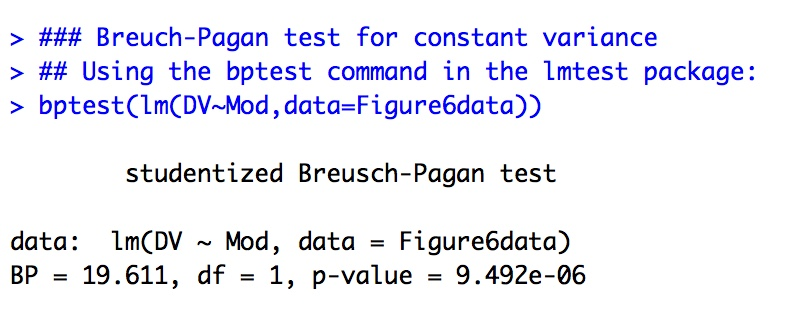 > ### Breuch-Pagan test for constant variance
> ## Using the bptest command in the lmtest package:
> bptest(lm(DV~Mod,data=Figure6data))
studentized Breusch-Pagan test
data:  lm(DV ~ Mod, data = Figure6data)
BP = 19.611, df = 1, p-value = 9.492e-06